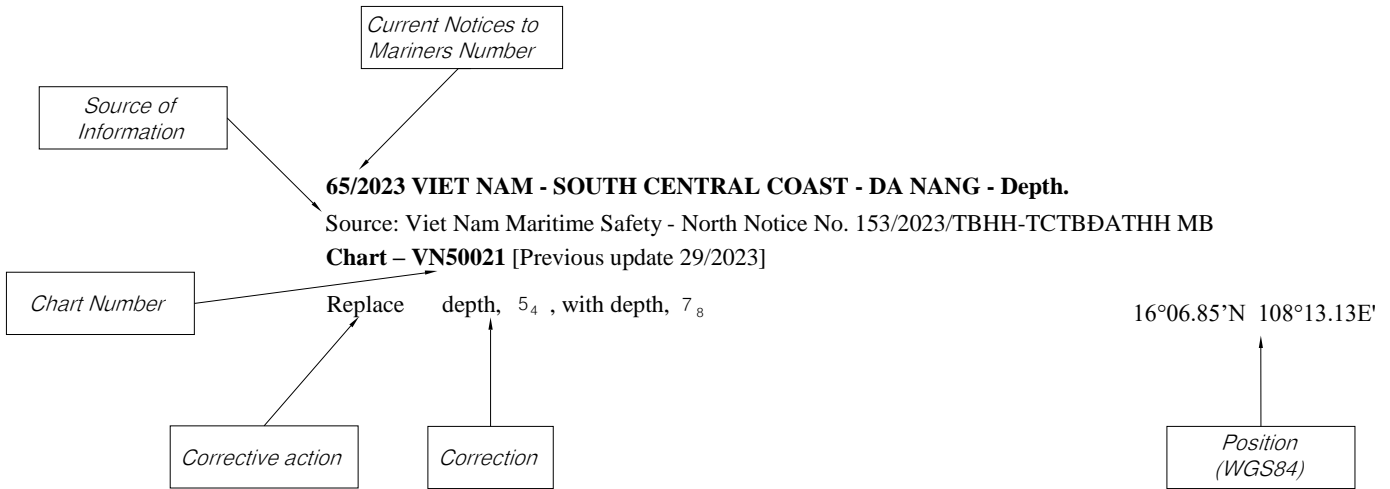 Current Notices to
Mariners Number
Source of
Information
65/2023 VIET NAM - SOUTH CENTRAL COAST - DA NANG - Depth.
Source: Viet Nam Maritime Safety - North Notice No. 153/2023/TBHH-TCTBĐATHH MB
Chart – VN50021 [Previous update 29/2023]
Chart Number
Replace depth, 5₄ , with depth, 7₈ 16°06.85’N 108°13.13E'
Corrective action
Correction
Position
(WGS84)